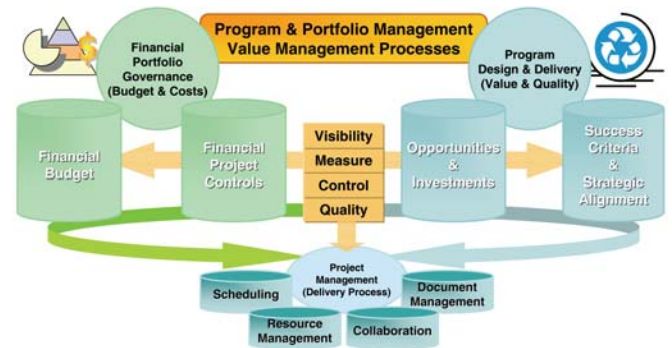 Program & Portfolio Management
Value Management Processes
Financial
Portfolio
Governance
(Budget & Costs)
Program
Design & Delivery
(Value & Quality)
Financial
Budget
Financial
Project
Controls
Visibility
Measure
Control
Quality
Opportunities
&
Investments
Success
Criteria
&
Strategic
Alignment
Project
Management
(Delivery Process)
Scheduling
Document
Management
Resource
Management
Collaboration
$